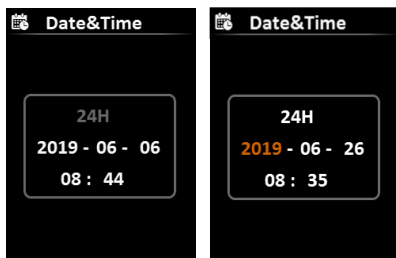 Date&Time
24H
2019 - 06 - 06
08 : 44
Date&Time
24H
2019 - 06 - 26
08 : 35